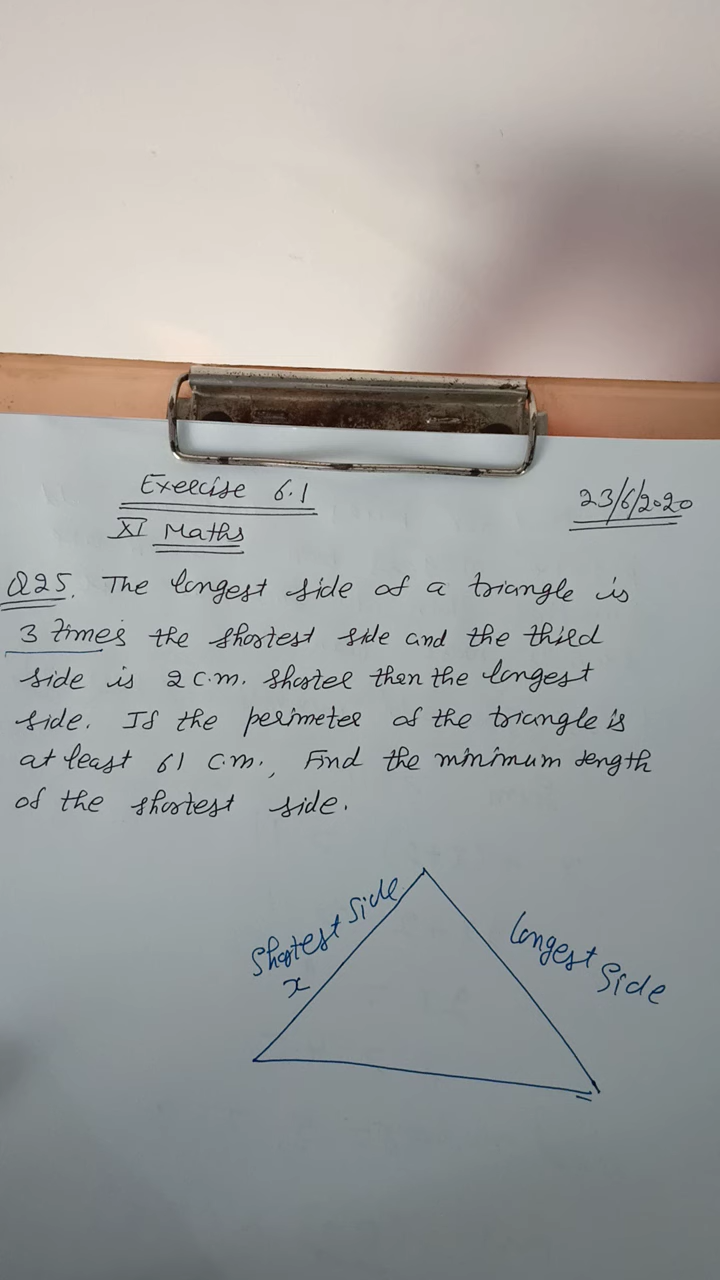 Exercise 6.1
23/6/2020
XI Maths
Q25. The longest side of a triangle is
3 times the shortest side and the third
side is 2 c.m. shorter then the longest
side. If the perimeter of the triangle is
at least 61 c.m., Find the minimum length
of the shortest side.
Shortest Side
x
longest Side